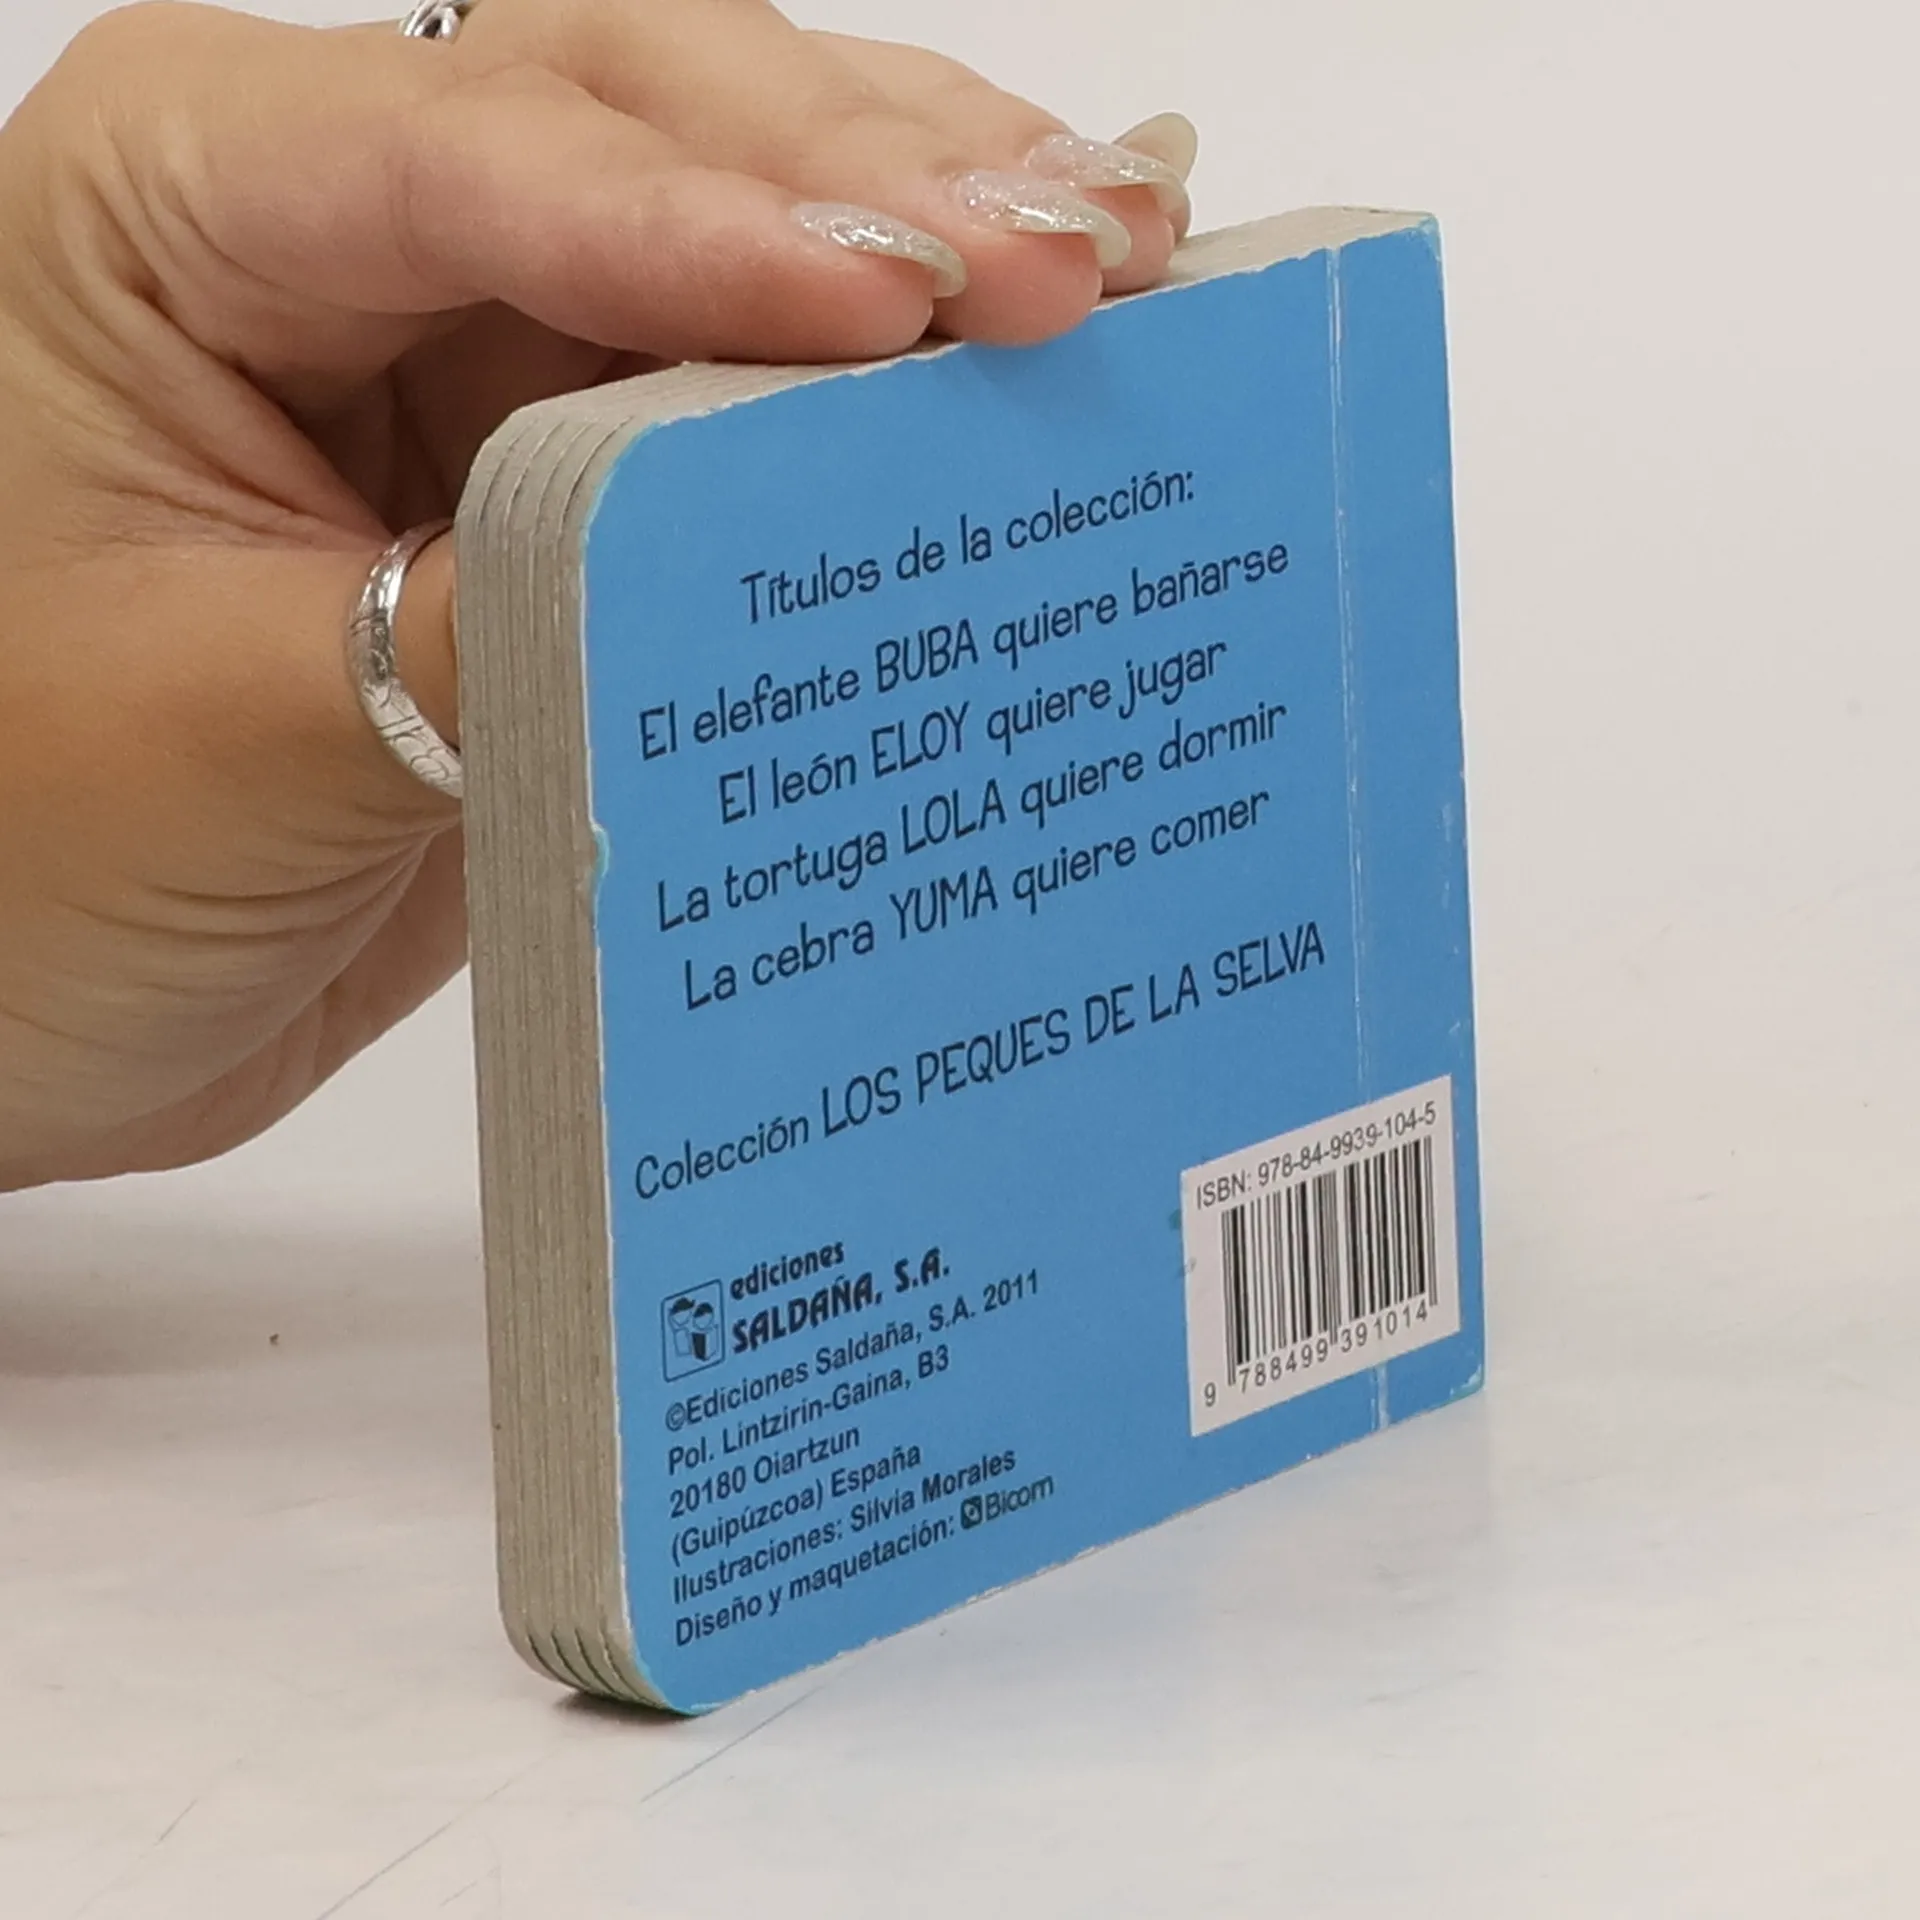 Títulos de la colección:
El elefante BUBA quiere bañarse
El león ELOY quiere jugar
La tortuga LOLA quiere dormir
La cebra YUMA quiere comer
Colección LOS PEQUES DE LA SELVA
ediciones
SALDAÑA, S.A.
©Ediciones Saldaña, S.A. 2011
Pol. Lintzirin-Gaina, B3
20180 Oiartzun
(Guipúzcoa) España
Ilustraciones: Silvia Morales
Diseño y maquetación: Bicom
ISBN: 978-84-9939-104-5
9 788499 391014